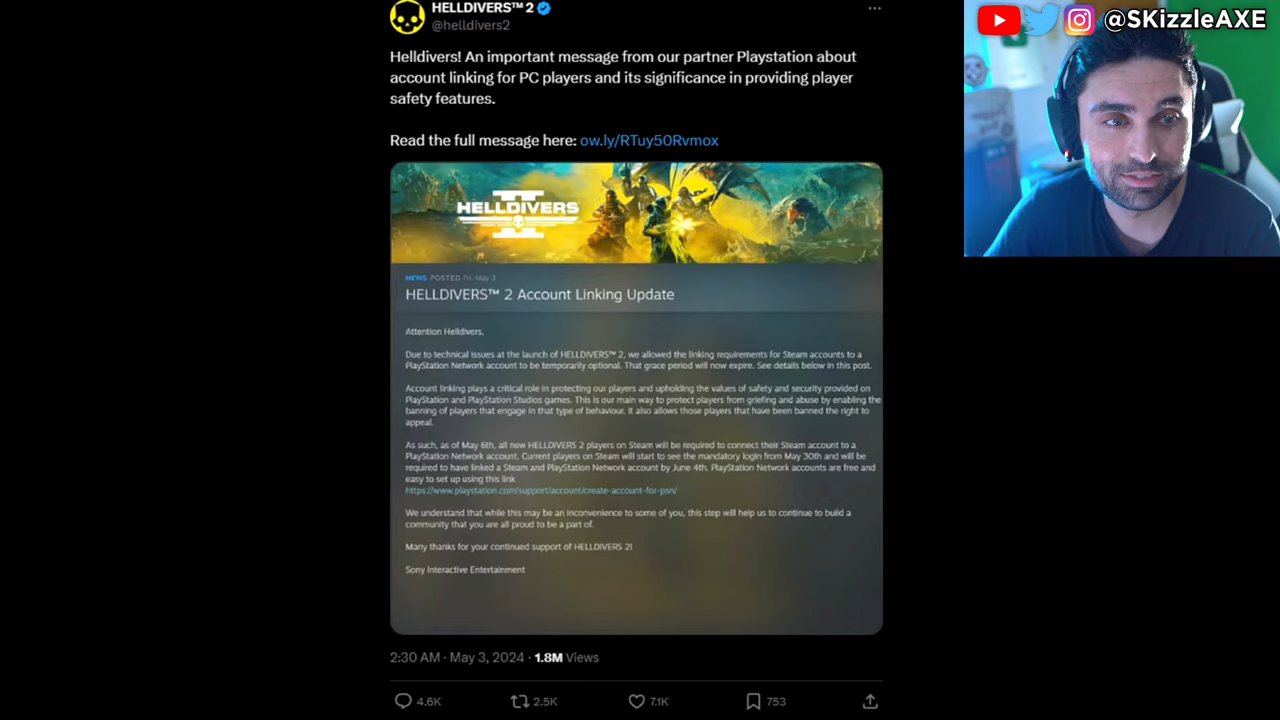 HELLDIVERS™ 2
@helldivers2
@SKizzleAXE
Helldivers! An important message from our partner Playstation about
account linking for PC players and its significance in providing player
safety features.
Read the full message here: ow.ly/RTuy50Rvmox
II
HELLDIVERS
NEWS POSTED Fri, May 3
HELLDIVERS™ 2 Account Linking Update
Attention Helldivers,
Due to technical issues at the launch of HELLDIVERS™ 2, we allowed the linking requirements for Steam accounts to a
PlayStation Network account to be temporarily optional. That grace period will now expire. See details below in this post.
Account linking plays a critical role in protecting our players and upholding the values of safety and security provided on
PlayStation and PlayStation Studios games. This is our main way to protect players from griefing and abuse by enabling the
banning of players that engage in that type of behaviour. It also allows those players that have been banned the right to
appeal.
As such, as of May 6th, all new HELLDIVERS 2 players on Steam will be required to connect their Steam account to a
PlayStation Network account. Current players on Steam will start to see the mandatory login from May 30th and will be
required to have linked a Steam and PlayStation Network account by June 4th. PlayStation Network accounts are free and
easy to set up using this link
https://www.playstation.com/support/account/create-account-for-psn/
We understand that while this may be an inconvenience to some of you, this step will help us to continue to build a
community that you are all proud to be a part of.
Many thanks for your continued support of HELLDIVERS 2!
Sony Interactive Entertainment
2:30 AM · May 3, 2024 · 1.8M Views
4.6K 2.5K 7.1K 753